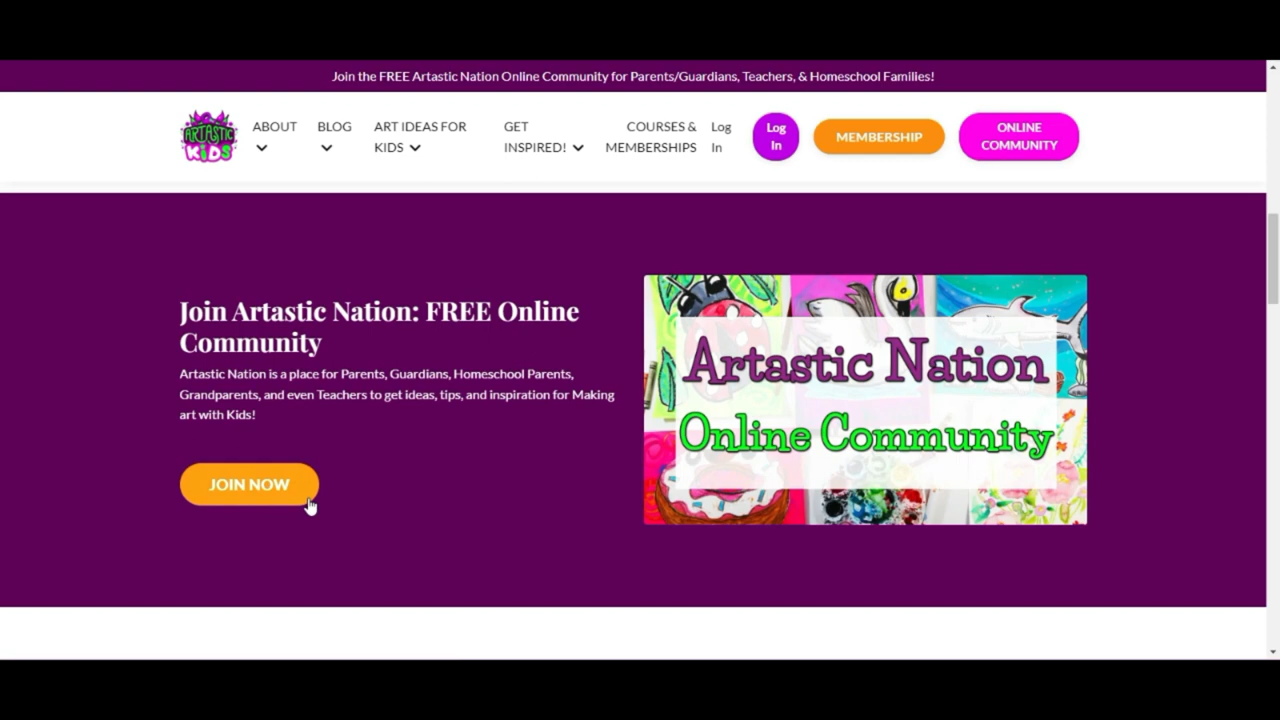 Join the FREE Artastic Nation Online Community for Parents/Guardians, Teachers, & Homeschool Families!
ARTASTIC
KIDS
ABOUT
BLOG
ART IDEAS FOR
KIDS
GET
INSPIRED!
COURSES &
MEMBERSHIPS
Log
In
Log
In
MEMBERSHIP
ONLINE
COMMUNITY
Join Artastic Nation: FREE Online
Community
Artastic Nation is a place for Parents, Guardians, Homeschool Parents,
Grandparents, and even Teachers to get ideas, tips, and inspiration for Making
art with Kids!
JOIN NOW
Artastic Nation
Online Community